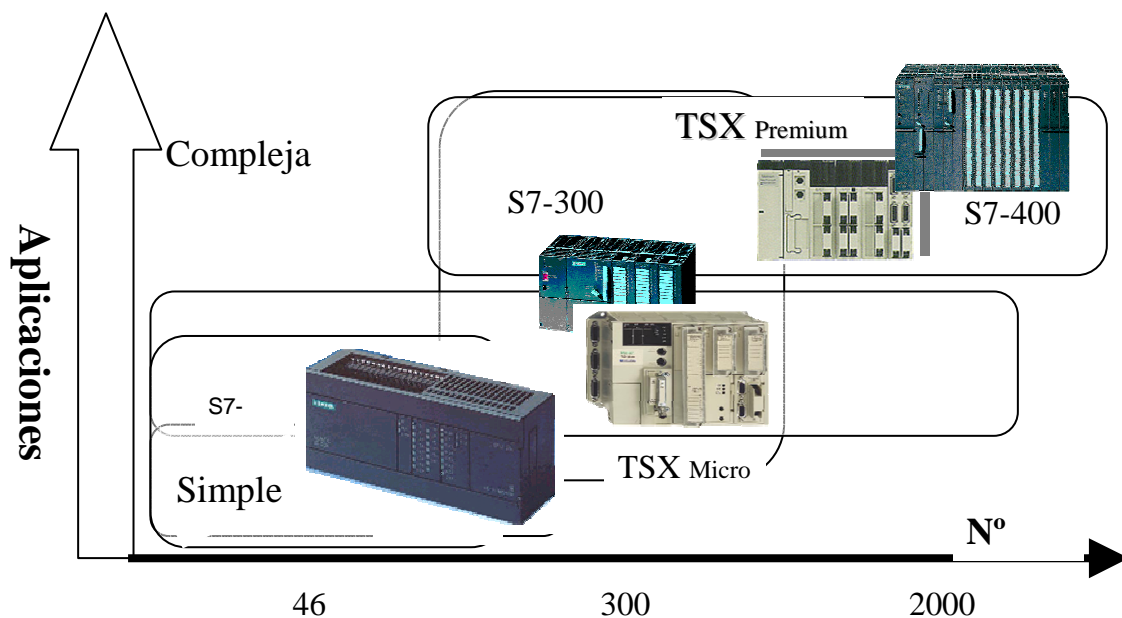 TSX Premium
Compleja
S7-300
S7-400
Aplicaciones
S7-
TSX Micro
Simple
Nº
46
300
2000